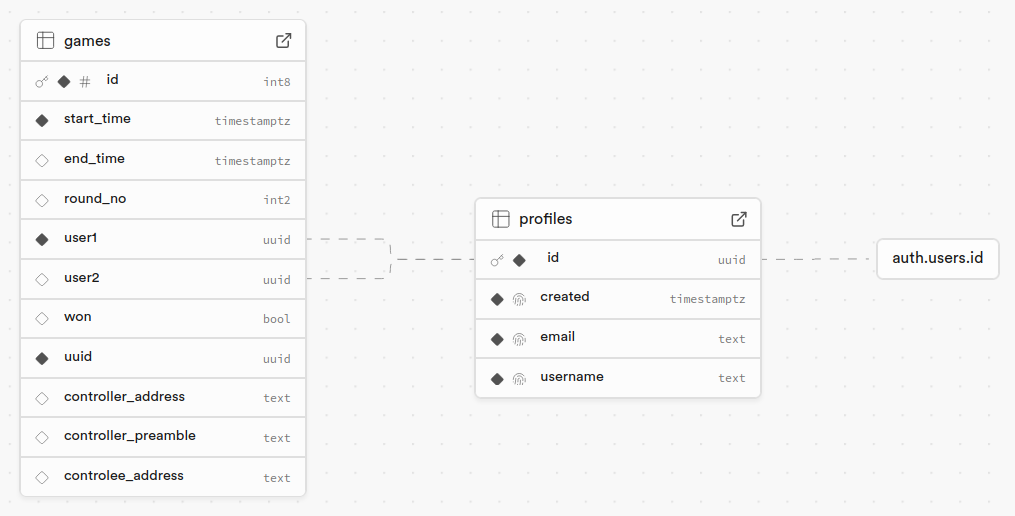 games
# id int8
start_time timestamptz
end_time timestamptz
round_no int2
user1 uuid
user2 uuid
won bool
uuid uuid
controller_address text
controller_preamble text
controlee_address text
profiles
id uuid
created timestamptz
email text
username text
auth.users.id